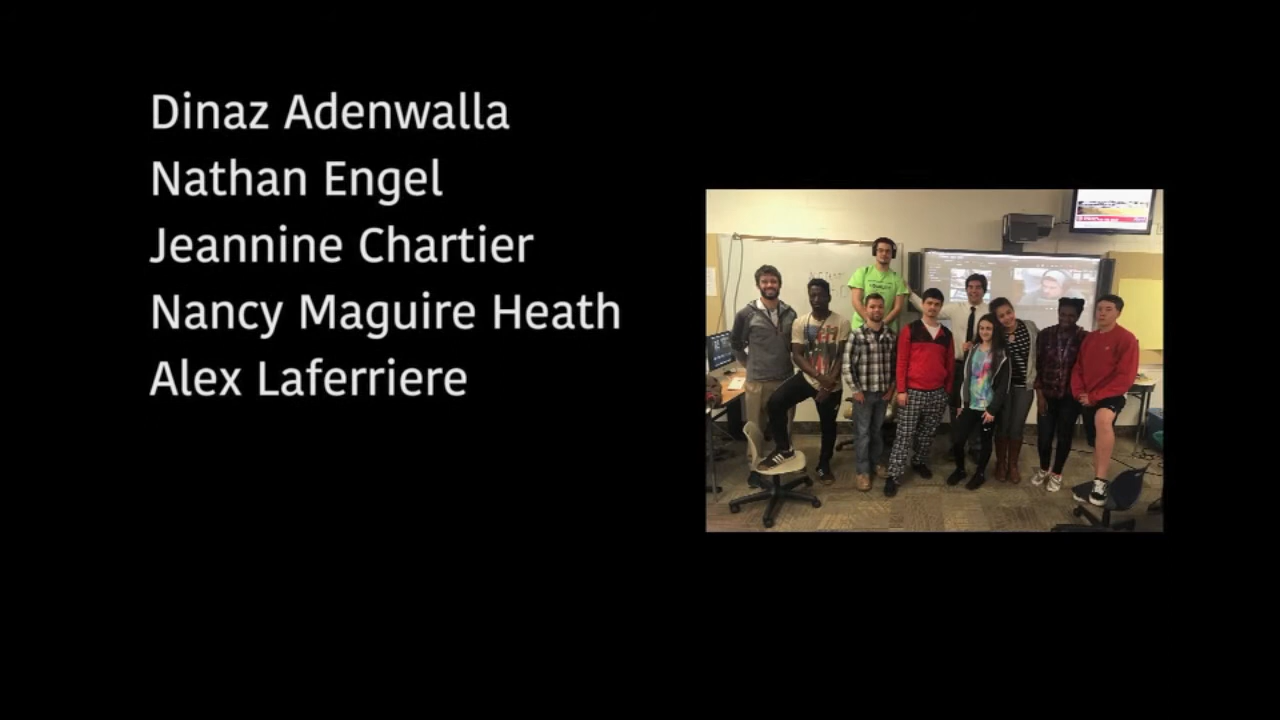 Dinaz Adenwalla
Nathan Engel
Jeannine Chartier
Nancy Maguire Heath
Alex Laferriere